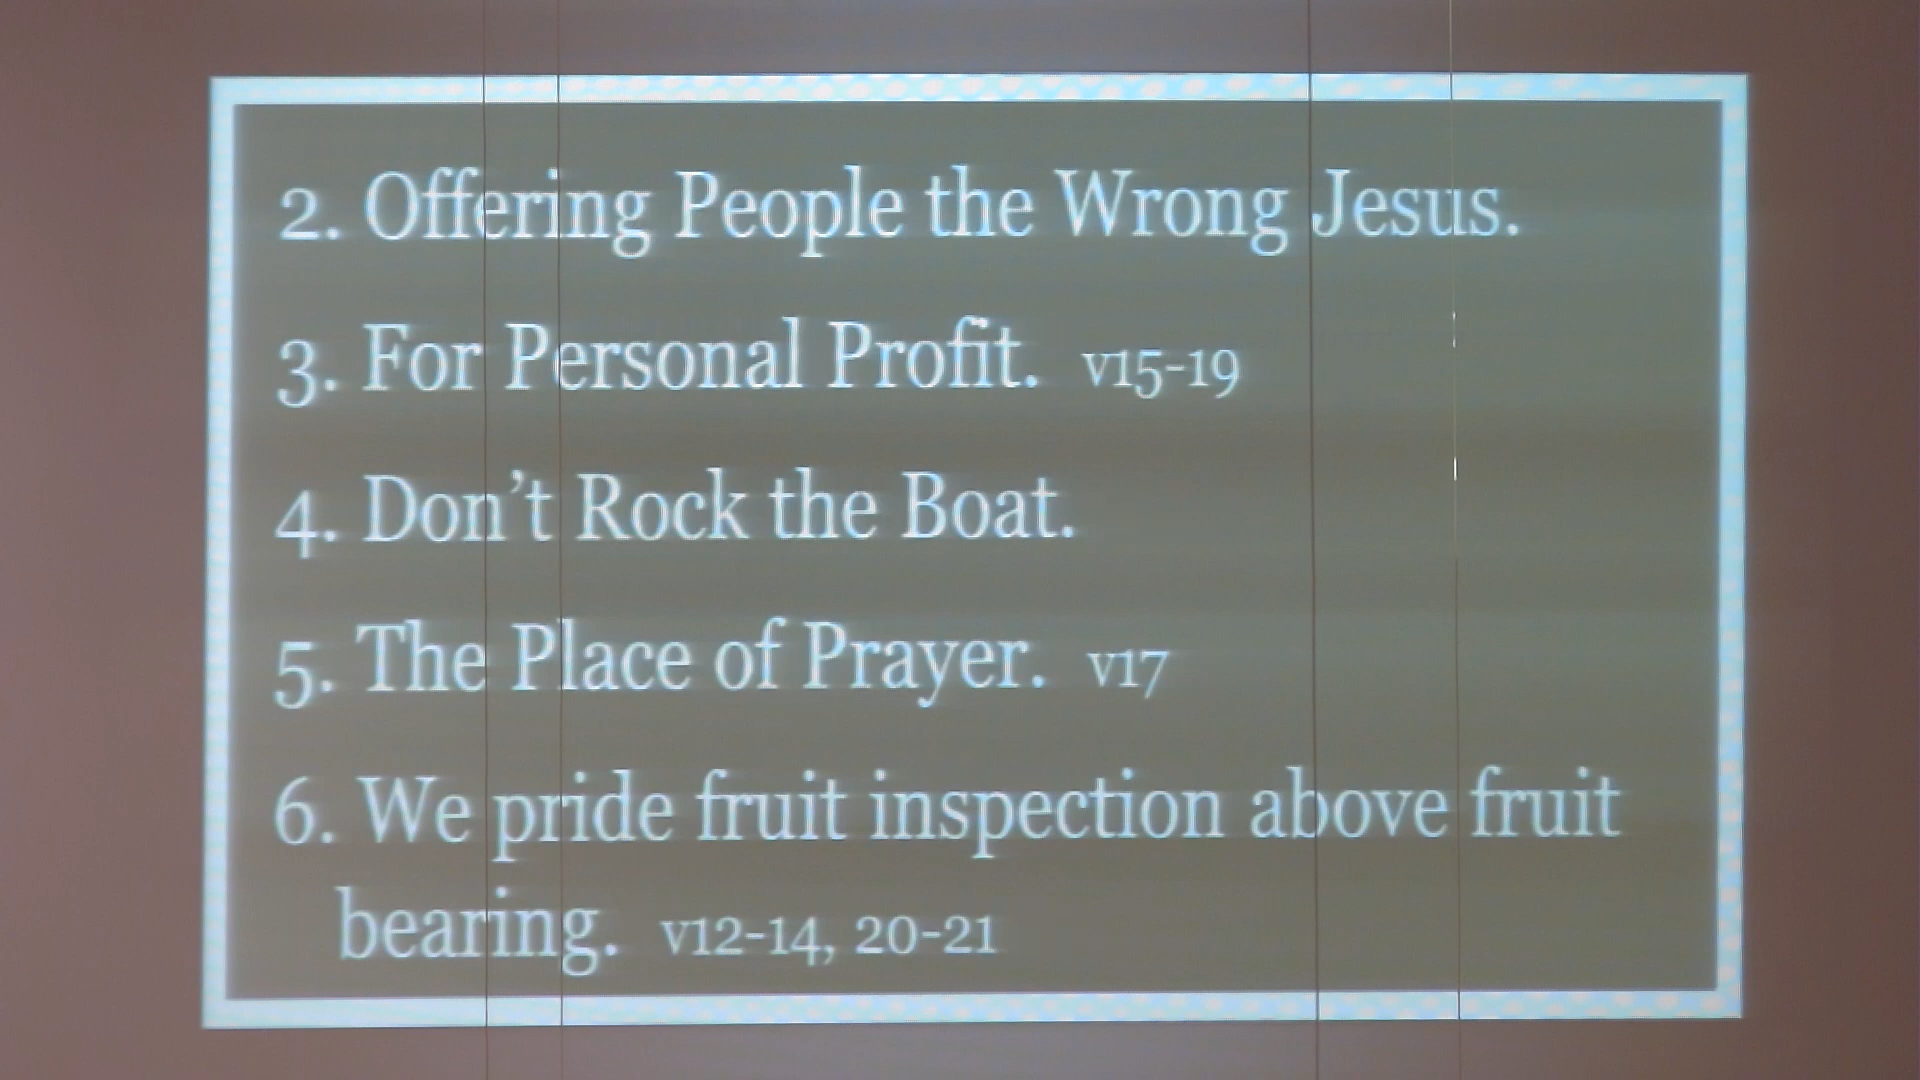 2. Offering People the Wrong Jesus.
3. For Personal Profit. v15-19
4. Don't Rock the Boat.
5. The Place of Prayer. v17
6. We pride fruit inspection above fruit
bearing. v12-14, 20-21